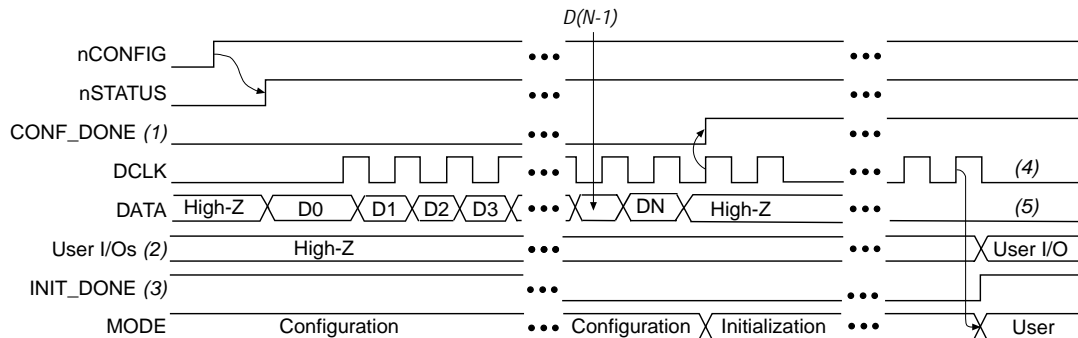 D(N-1)
nCONFIG
nSTATUS
CONF_DONE (1)
DCLK (4)
DATA High-Z D0 D1 D2 D3 DN High-Z (5)
User I/Os (2) High-Z User I/O
INIT_DONE (3)
MODE Configuration Configuration Initialization User